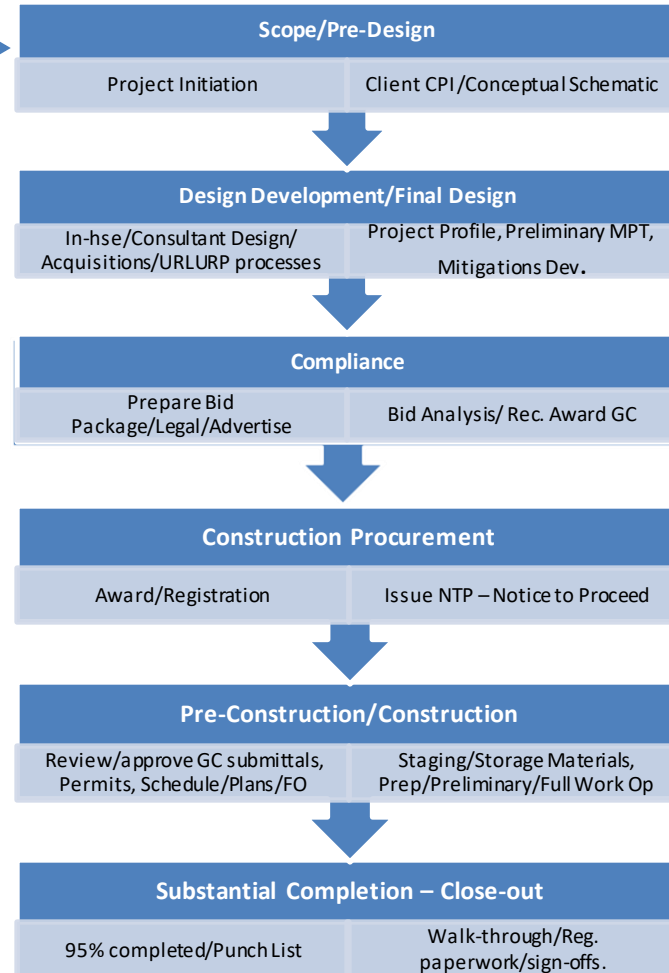 Scope/Pre-Design
Project Initiation
Client CPI/Conceptual Schematic
Design Development/Final Design
In-hse/Consultant Design/
Acquisitions/URLURP processes
Project Profile, Preliminary MPT,
Mitigations Dev.
Compliance
Prepare Bid
Package/Legal/Advertise
Bid Analysis/ Rec. Award GC
Construction Procurement
Award/Registration
Issue NTP – Notice to Proceed
Pre-Construction/Construction
Review/approve GC submittals,
Permits, Schedule/Plans/FO
Staging/Storage Materials,
Prep/Preliminary/Full Work Op
Substantial Completion – Close-out
95% completed/Punch List
Walk-through/Reg.
paperwork/sign-offs.